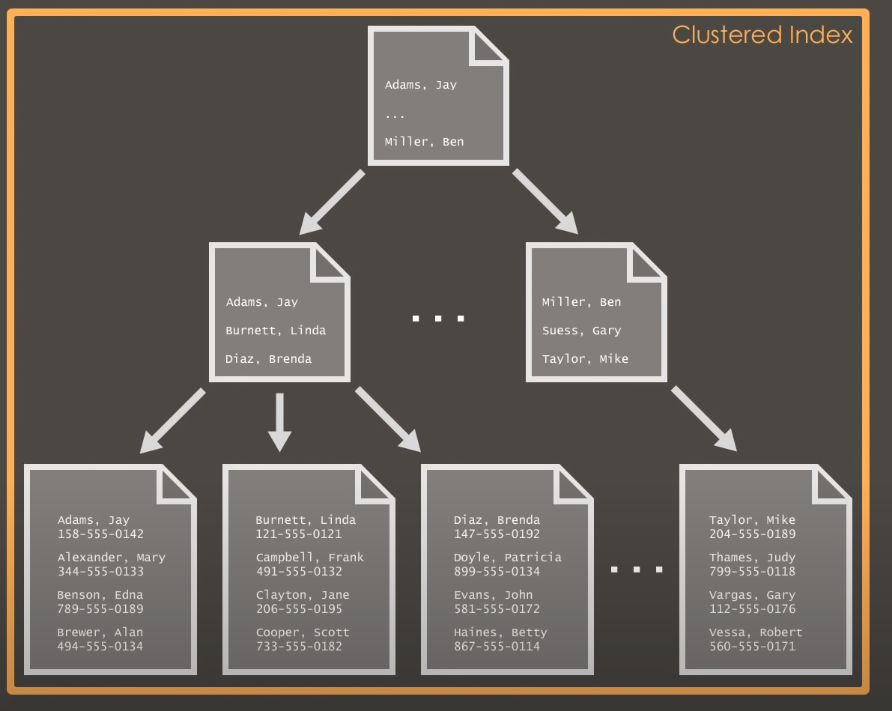 Clustered Index
Adams, Jay
...
Miller, Ben
Adams, Jay
Burnett, Linda
Diaz, Brenda
...
Miller, Ben
Suess, Gary
Taylor, Mike
Adams, Jay
158-555-0142
Alexander, Mary
344-555-0133
Benson, Edna
789-555-0189
Brewer, Alan
494-555-0134
Burnett, Linda
121-555-0121
Campbell, Frank
491-555-0132
Clayton, Jane
206-555-0195
Cooper, Scott
733-555-0182
Diaz, Brenda
147-555-0192
Doyle, Patricia
899-555-0134
Evans, John
581-555-0172
Haines, Betty
867-555-0114
...
Taylor, Mike
204-555-0189
Thames, Judy
799-555-0118
Vargas, Gary
112-555-0176
Vessa, Robert
560-555-0171